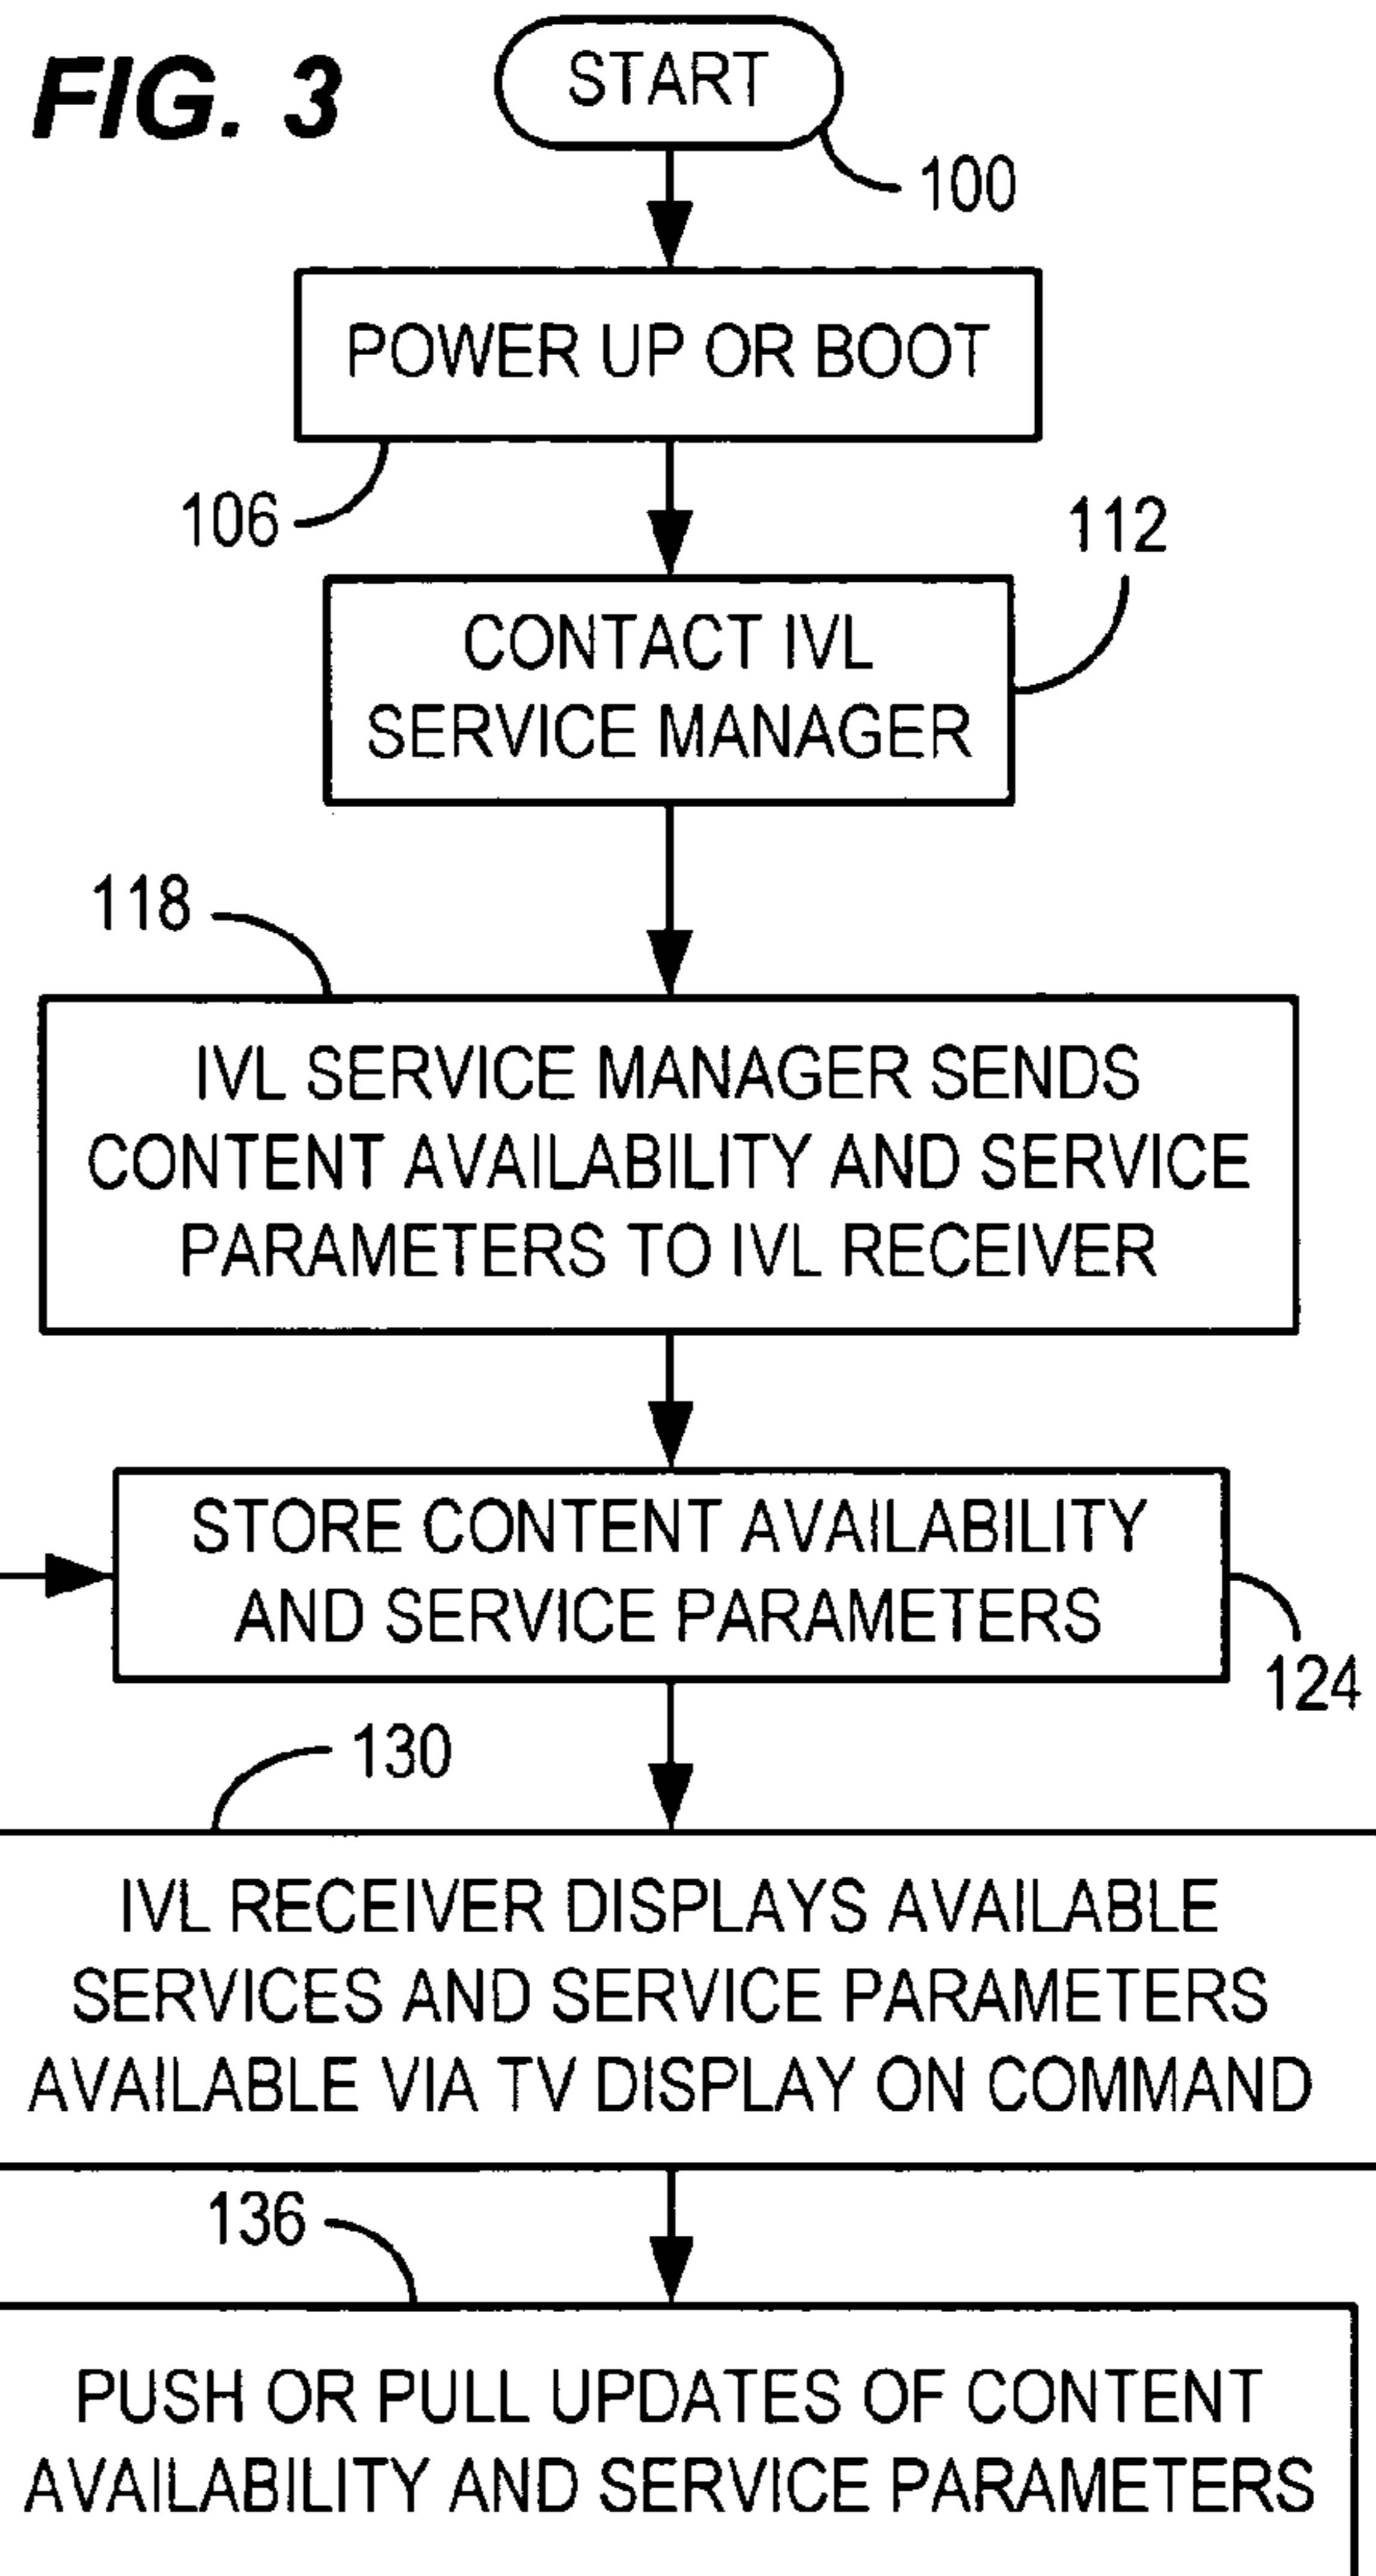 FIG. 3
START
100
POWER UP OR BOOT
106
112
CONTACT IVL
SERVICE MANAGER
118
IVL SERVICE MANAGER SENDS
CONTENT AVAILABILITY AND SERVICE
PARAMETERS TO IVL RECEIVER
STORE CONTENT AVAILABILITY
AND SERVICE PARAMETERS
124
130
IVL RECEIVER DISPLAYS AVAILABLE
SERVICES AND SERVICE PARAMETERS
AVAILABLE VIA TV DISPLAY ON COMMAND
136
PUSH OR PULL UPDATES OF CONTENT
AVAILABILITY AND SERVICE PARAMETERS